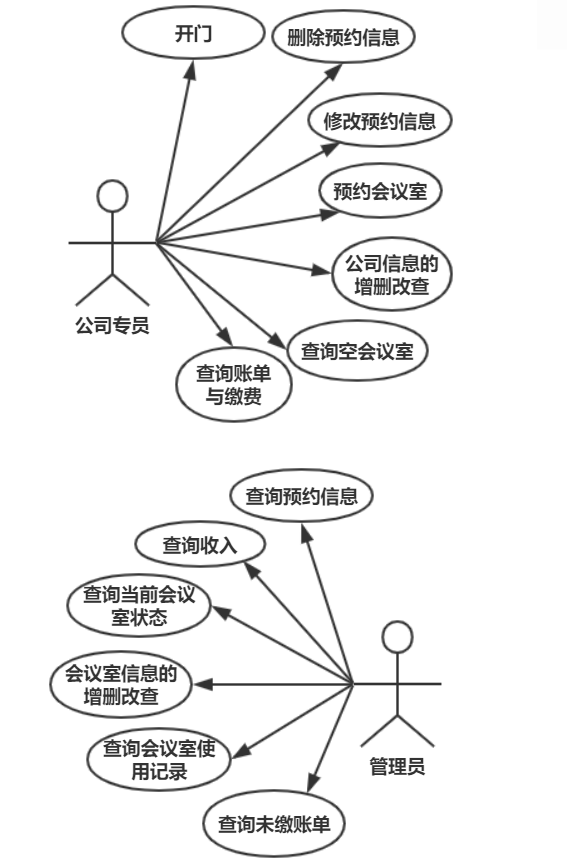 开门
删除预约信息
修改预约信息
预约会议室
公司信息的
增删改查
公司专员
查询空会议室
查询账单
与缴费
查询预约信息
查询收入
查询当前会议
室状态
会议室信息的
增删改查
查询会议室使
用记录
管理员
查询未缴账单